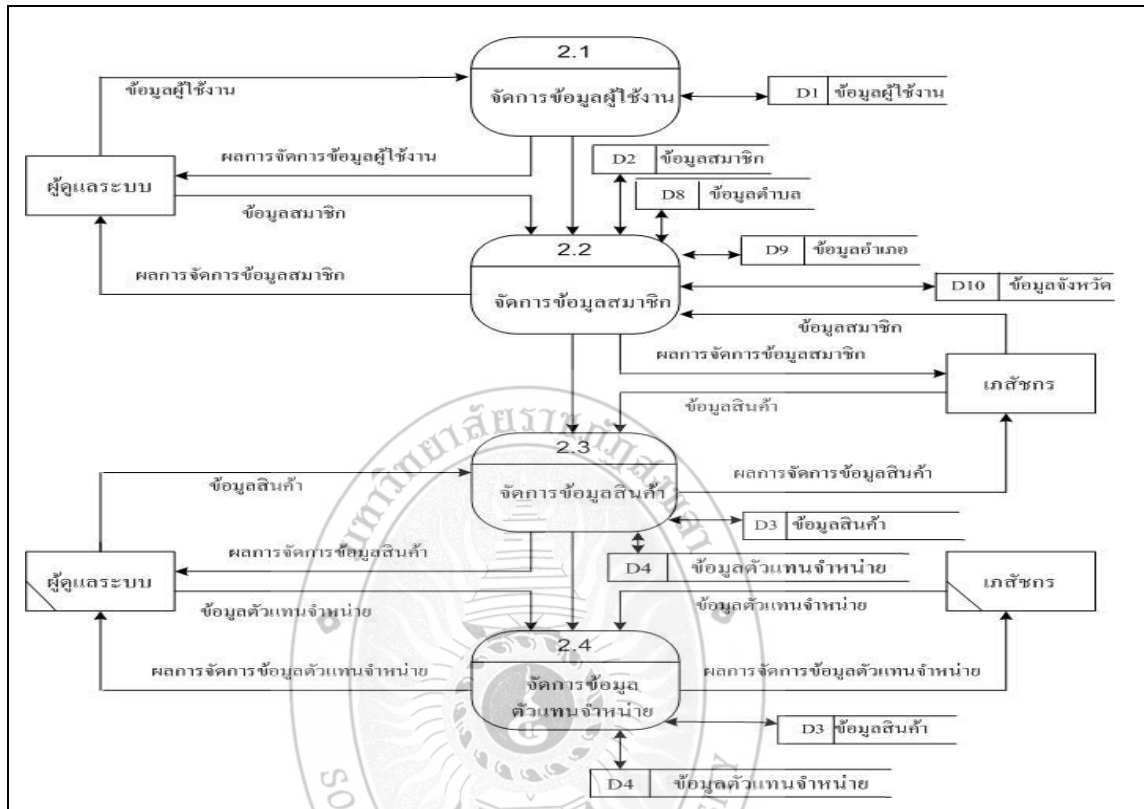 2.1
ข้อมูลผู้ใช้งาน
จัดการข้อมูลผู้ใช้งาน
D1 ข้อมูลผู้ใช้งาน
ผลการจัดการข้อมูลผู้ใช้งาน
D2 ข้อมูลสมาชิก
ผู้ดูแลระบบ
D8 ข้อมูลตำบล
ข้อมูลสมาชิก
2.2
D9 ข้อมูลอำเภอ
ผลการจัดการข้อมูลสมาชิก
จัดการข้อมูลสมาชิก
D10 ข้อมูลจังหวัด
ข้อมูลสมาชิก
ผลการจัดการข้อมูลสมาชิก
เภสัชกร
ข้อมูลสินค้า
มหาวิทยาลัยราชภัฏสงขลา
2.3
ผลการจัดการข้อมูลสินค้า
ข้อมูลสินค้า
จัดการข้อมูลสินค้า
D3 ข้อมูลสินค้า
ผลการจัดการข้อมูลสินค้า
D4 ข้อมูลตัวแทนจำหน่าย
ผู้ดูแลระบบ
เภสัชกร
ข้อมูลตัวแทนจำหน่าย
ข้อมูลตัวแทนจำหน่าย
2.4
ผลการจัดการข้อมูลตัวแทนจำหน่าย
ผลการจัดการข้อมูลตัวแทนจำหน่าย
จัดการข้อมูล
ตัวแทนจำหน่าย
D3 ข้อมูลสินค้า
D4 ข้อมูลตัวแทนจำหน่าย